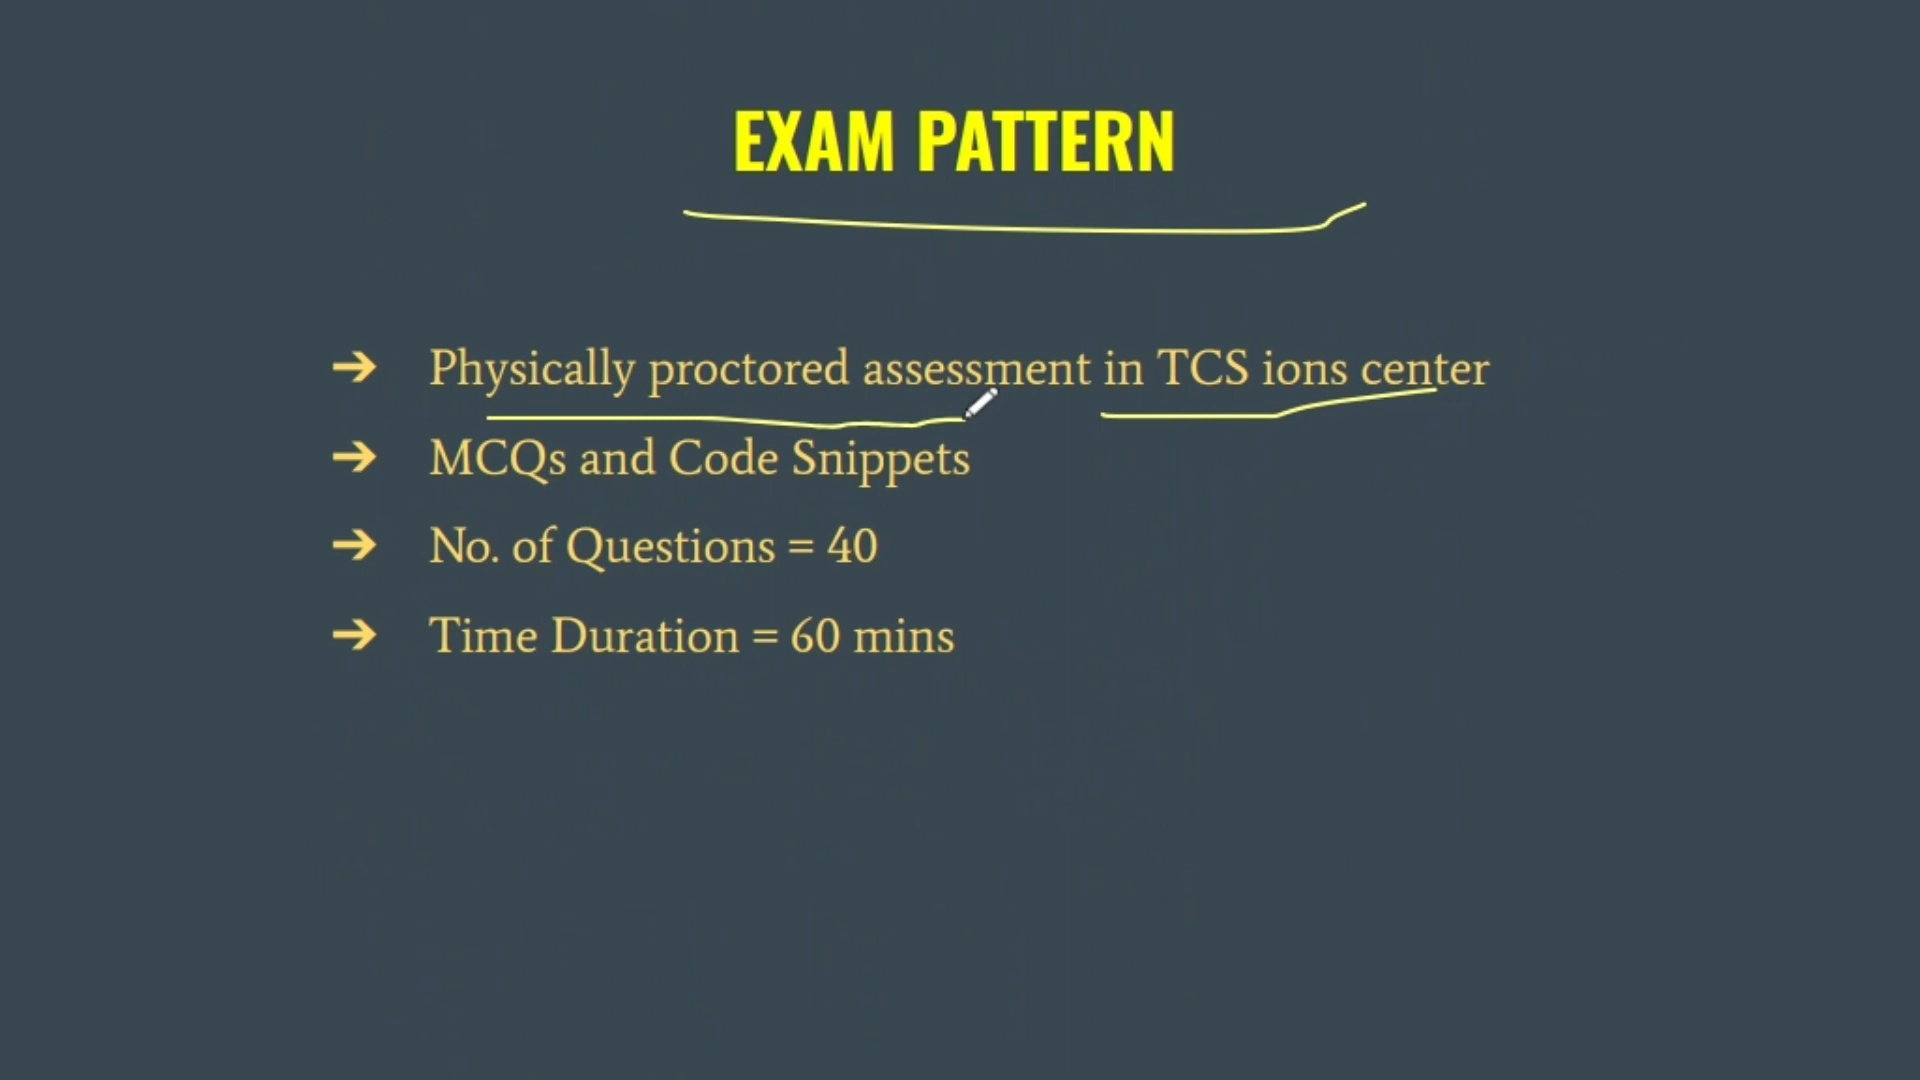 EXAM PATTERN
➔ Physically proctored assessment in TCS ions center
➔ MCQs and Code Snippets
➔ No. of Questions = 40
➔ Time Duration = 60 mins